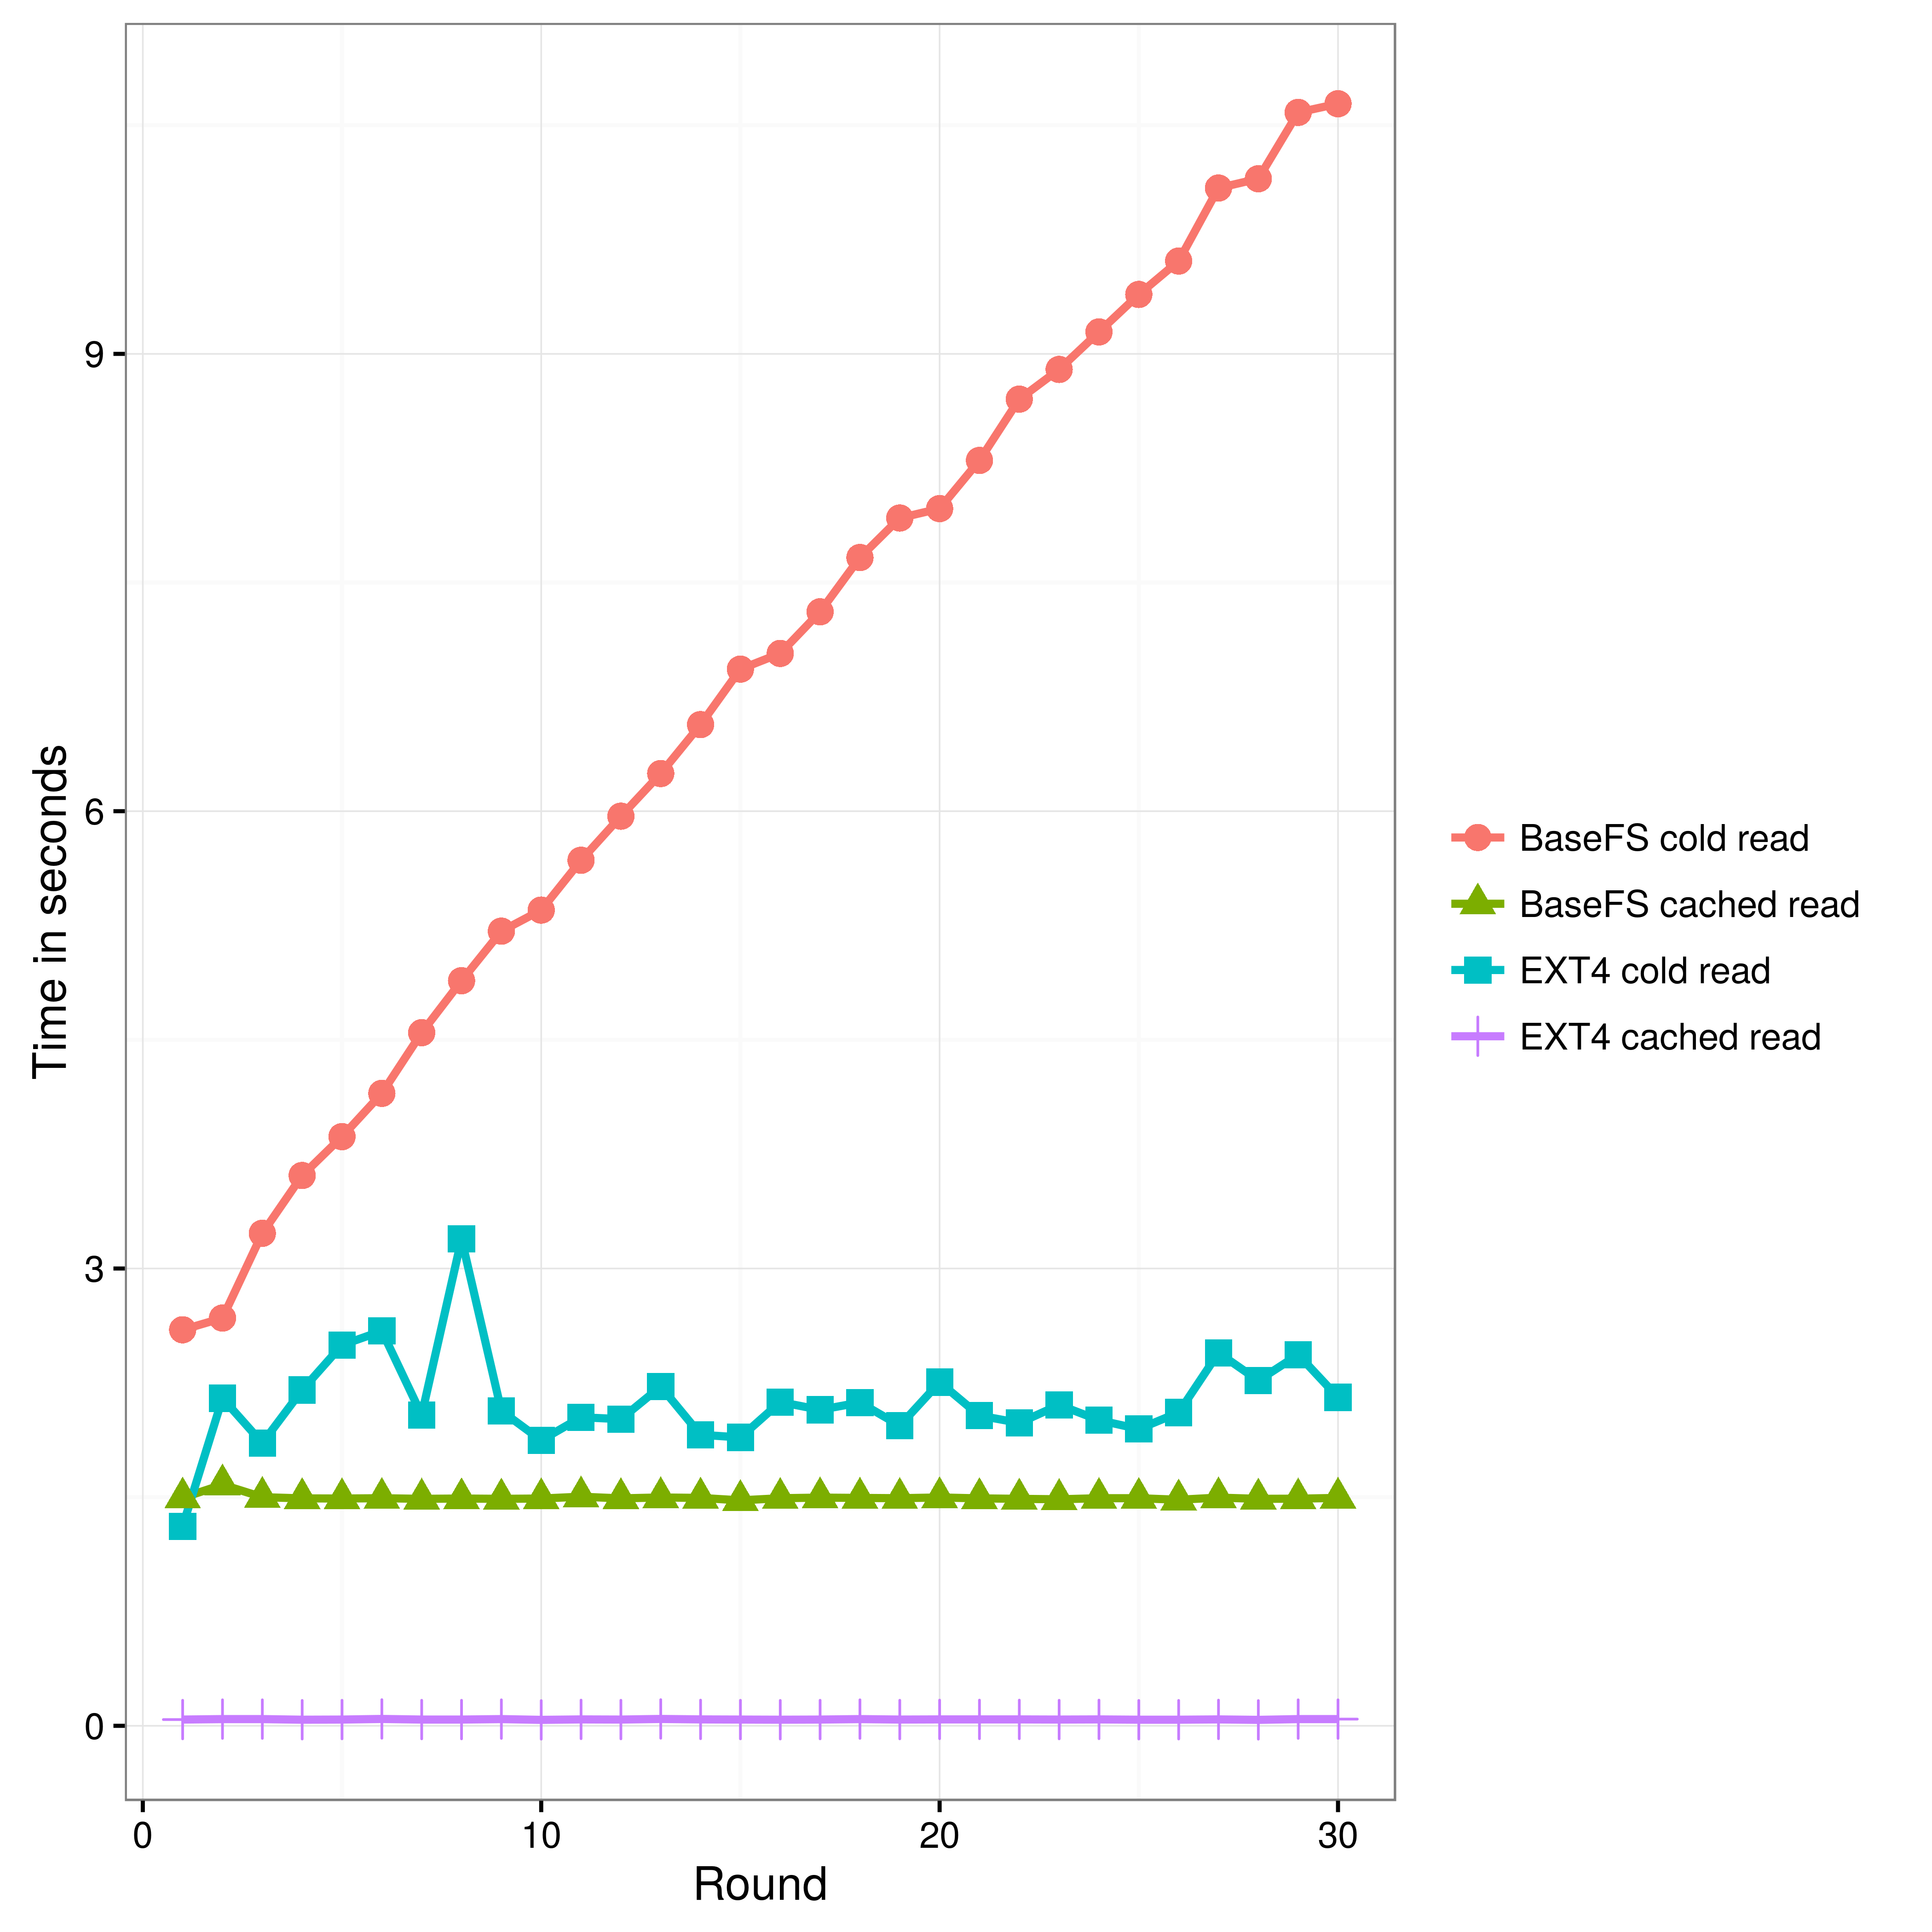 Time in seconds
9
6
3
0
0 10 20 30
Round
BaseFS cold read
BaseFS cached read
EXT4 cold read
EXT4 cached read